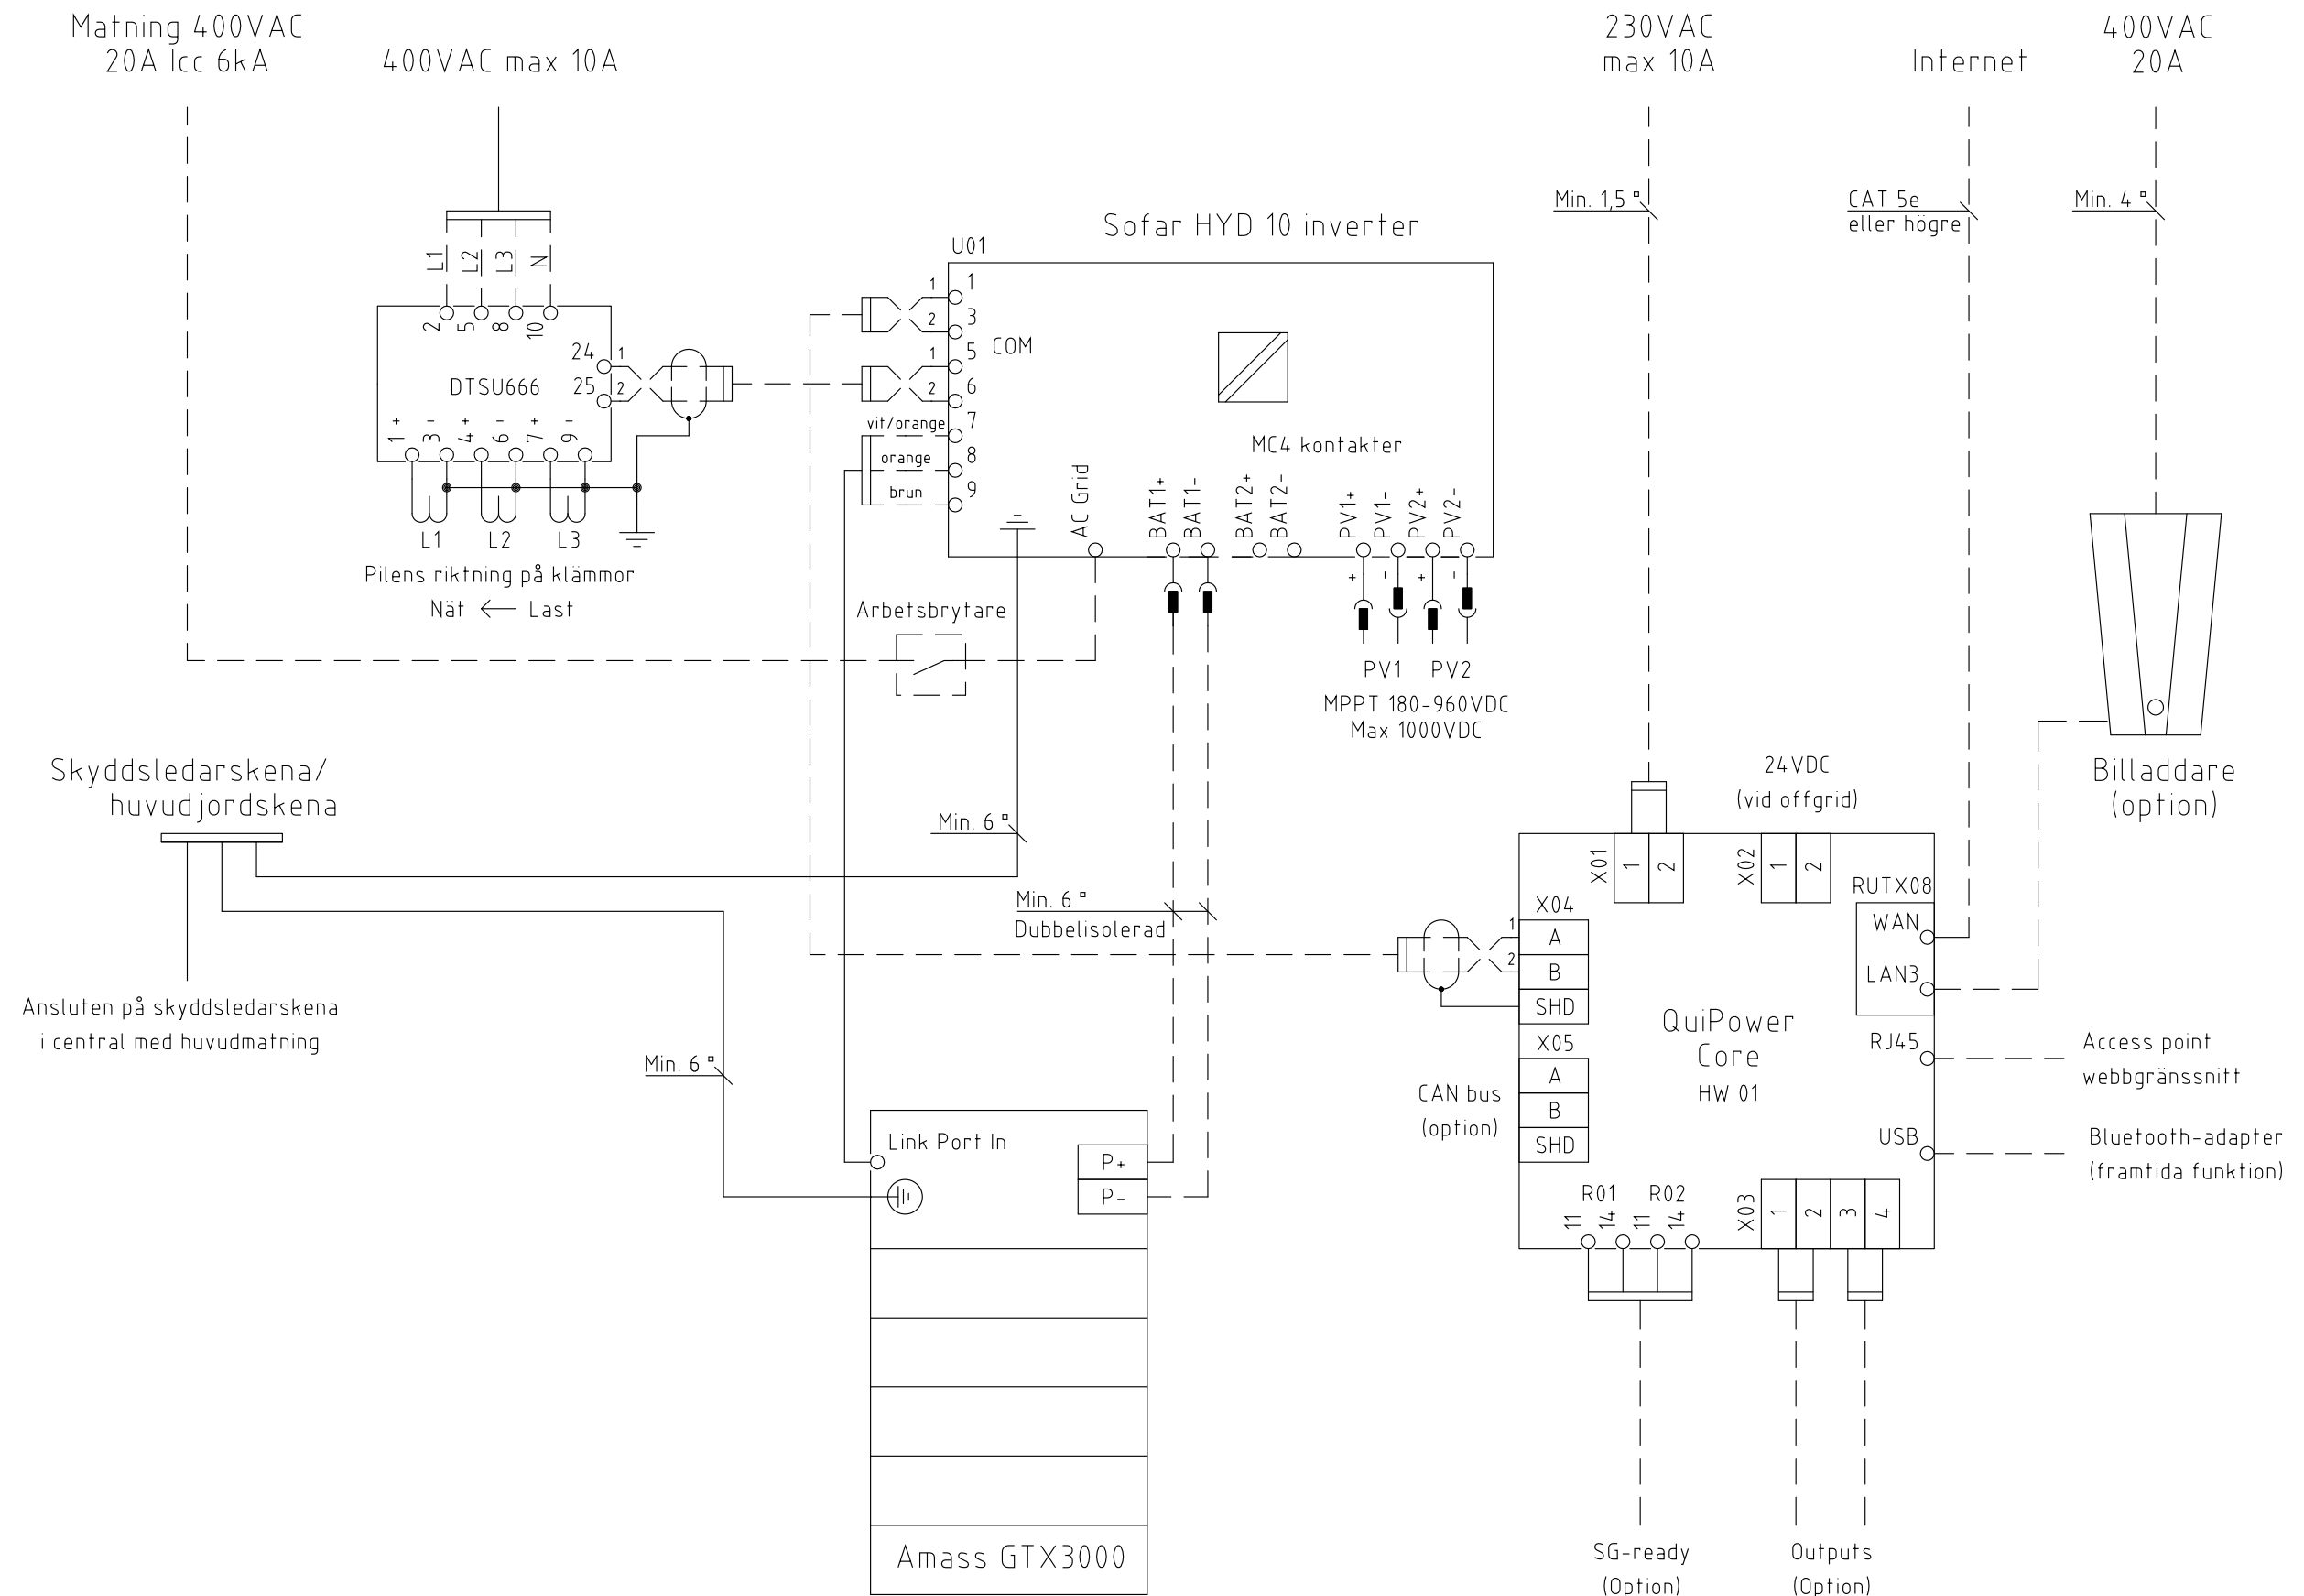 Matning 400VAC
20A Icc 6kA
400VAC max 10A
230VAC
max 10A
Internet
400VAC
20A
Min. 1,5 ▫
CAT 5e
eller högre
Min. 4 ▫
Sofar HYD 10 inverter
U01
L1
L2
L3
N
2
5
8
10
24
25
1
2
DTSU666
1 +
3 -
4 +
6 -
7 +
9 -
L1
L2
L3
Pilens riktning på klämmor
Nät ← Last
1
2
1
2
1
3
5
6
7
8
9
COM
vit/orange
orange
brun
MC4 kontakter
AC Grid
BAT1+
BAT1-
BAT2+
BAT2-
PV1+
PV1-
PV2+
PV2-
+
-
+
-
PV1
PV2
MPPT 180-960VDC
Max 1000VDC
Arbetsbrytare
Skyddsledarskena/
huvudjordskena
Min. 6 ▫
Min. 6 ▫
Dubbelisolerad
Ansluten på skyddsledarskena
i central med huvudmatning
Min. 6 ▫
Link Port In
P+
P-
Amass GTX3000
24VDC
(vid offgrid)
Billaddare
(option)
X01
1
2
X02
1
2
RUTX08
WAN
LAN3
X04
1
2
A
B
SHD
X05
A
B
SHD
CAN bus
(option)
QuiPower
Core
HW 01
RJ45
Access point
webbgränssnitt
USB
Bluetooth-adapter
(framtida funktion)
R01
R02
11
14
11
14
X03
1
2
3
4
SG-ready
(Option)
Outputs
(Option)